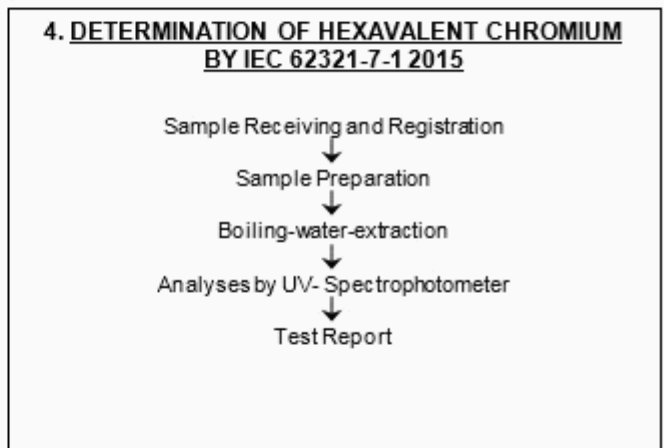 4. DETERMINATION OF HEXAVALENT CHROMIUM
BY IEC 62321-7-1 2015
Sample Receiving and Registration
Sample Preparation
Boiling-water-extraction
Analyses by UV- Spectrophotometer
Test Report